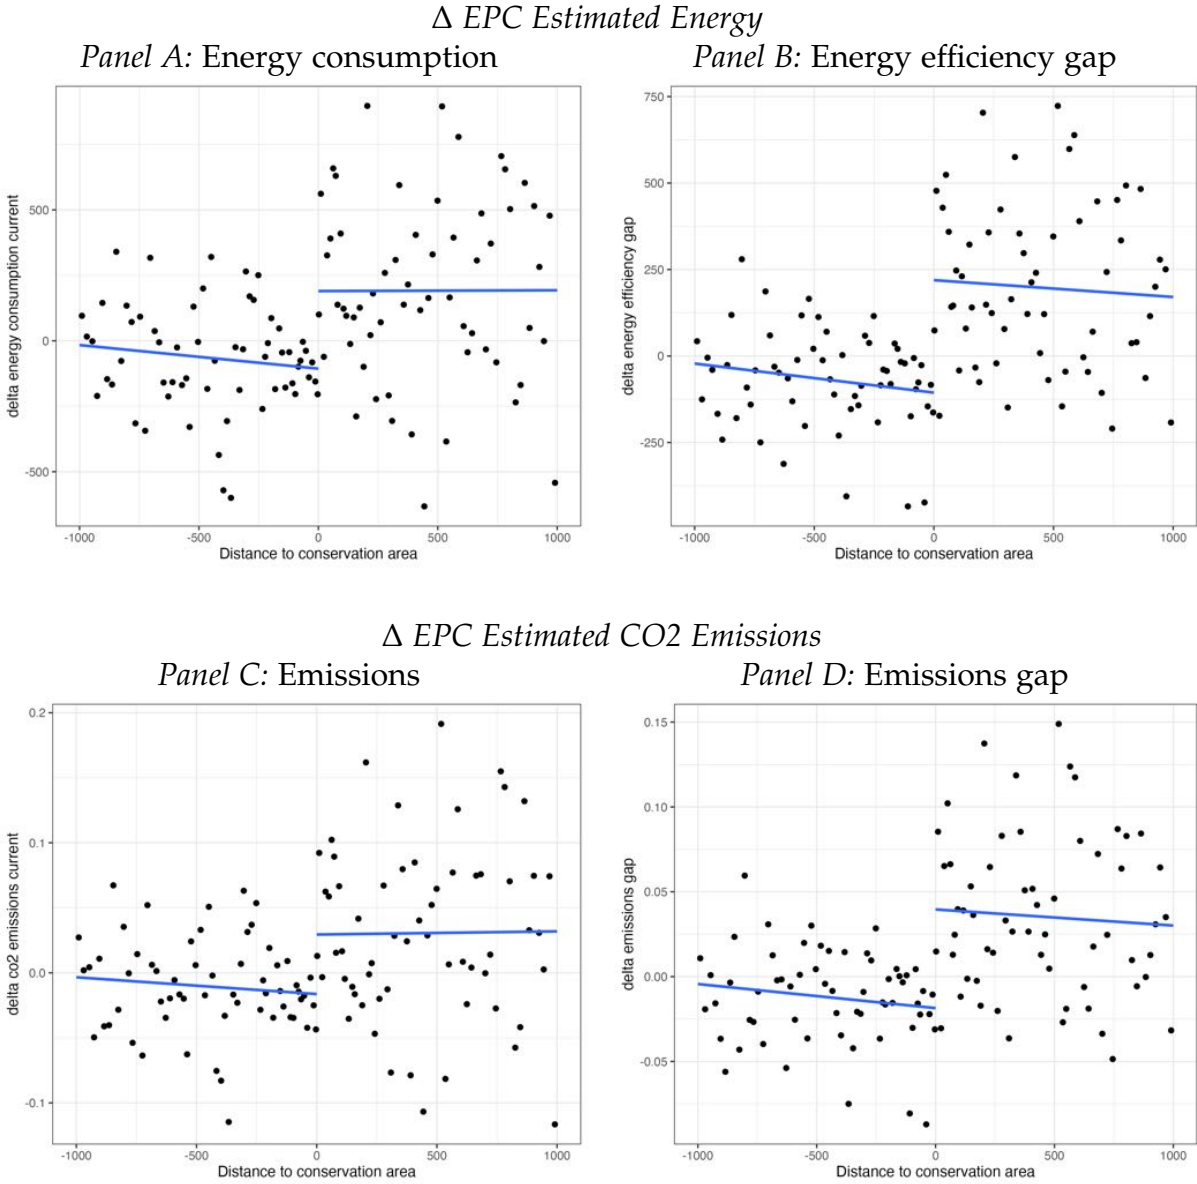 Δ EPC Estimated Energy
Panel A: Energy consumption
Panel B: Energy efficiency gap
delta energy consumption current
500
0
-500
-1000 -500 0 500 1000
Distance to conservation area
delta energy efficiency gap
750
500
250
0
-250
-1000 -500 0 500 1000
Distance to conservation area
Δ EPC Estimated CO2 Emissions
Panel C: Emissions
Panel D: Emissions gap
delta co2 emissions current
0.2
0.1
0.0
-0.1
-1000 -500 0 500 1000
Distance to conservation area
delta emissions gap
0.15
0.10
0.05
0.00
-0.05
-1000 -500 0 500 1000
Distance to conservation area